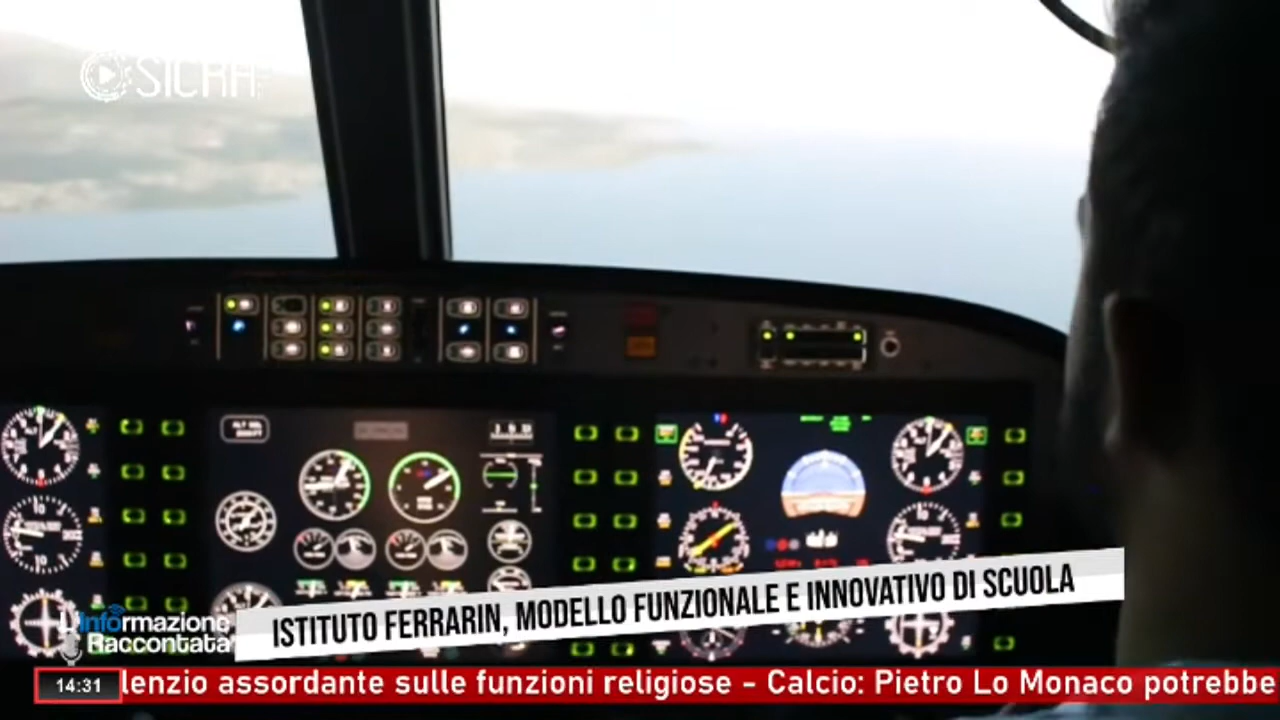 SICRA
ISTITUTO FERRARIN, MODELLO FUNZIONALE E INNOVATIVO DI SCUOLA
L'Informazione
Raccontata
14:31 lenzio assordante sulle funzioni religiose - Calcio: Pietro Lo Monaco potrebbe